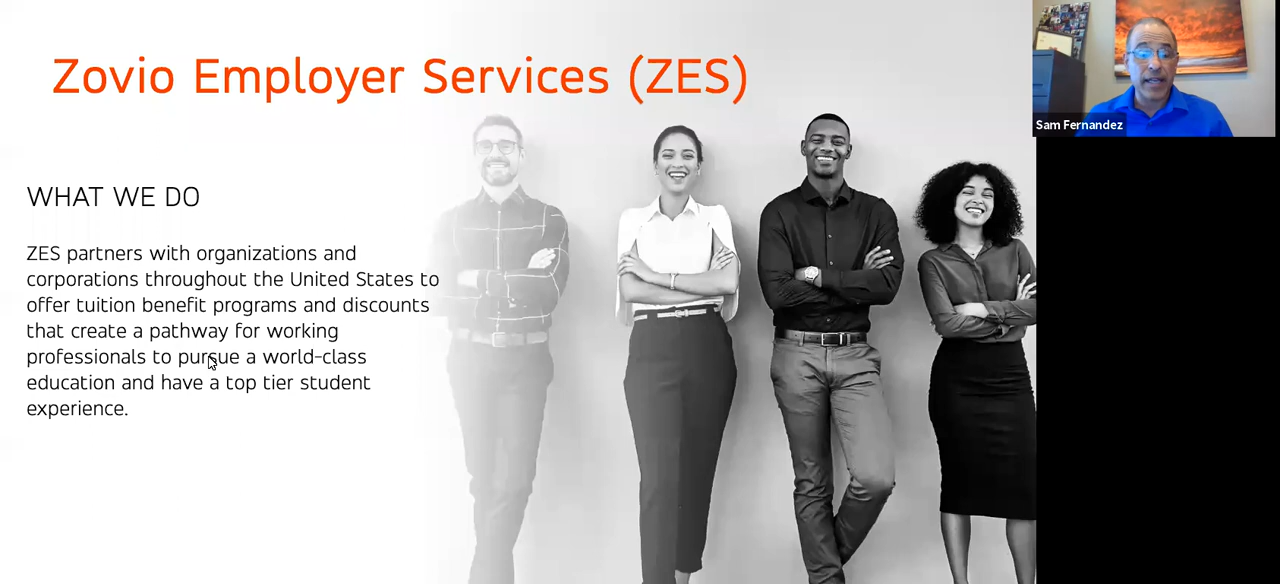 Zovio Employer Services (ZES)
Sam Fernandez
WHAT WE DO
ZES partners with organizations and
corporations throughout the United States to
offer tuition benefit programs and discounts
that create a pathway for working
professionals to pursue a world-class
education and have a top tier student
experience.